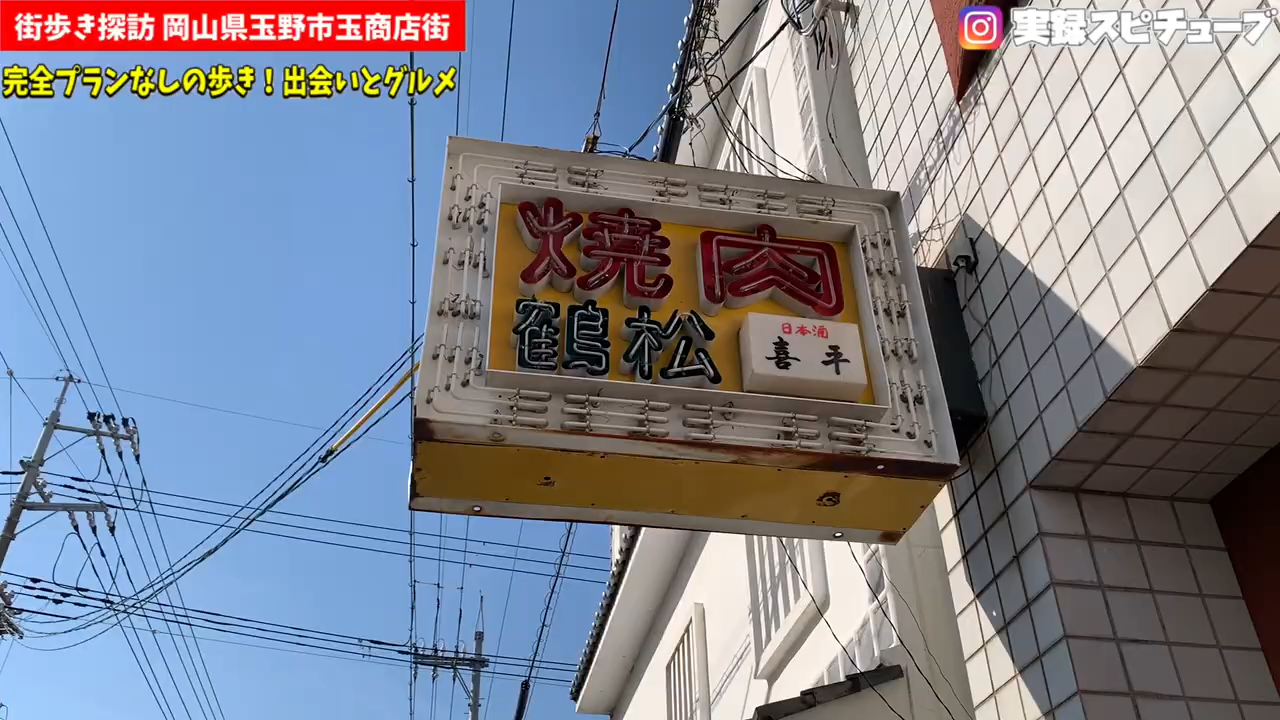 街歩き探訪 岡山県玉野市玉商店街
完全プランなしの歩き！出会いとグルメ
実録スピチューブ
焼肉
鶴松
日本酒
喜平